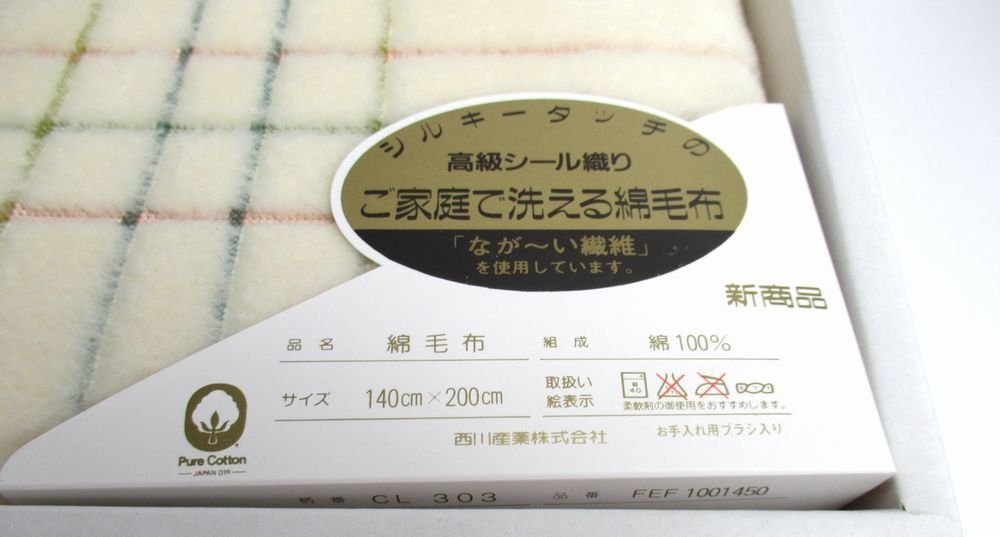 シルキータッチの
高級シール織り
ご家庭で洗える綿毛布
「なが〜い繊維」
を使用しています。
新商品
品名 綿毛布
組成 綿100%
サイズ 140cm×200cm
取扱い
絵表示
40
柔軟剤の御使用をおすすめします。
西川産業株式会社
お手入れ用ブラシ入り
Pure Cotton
JAPAN 019
柄番 CL 303
品番 FEF 1001450